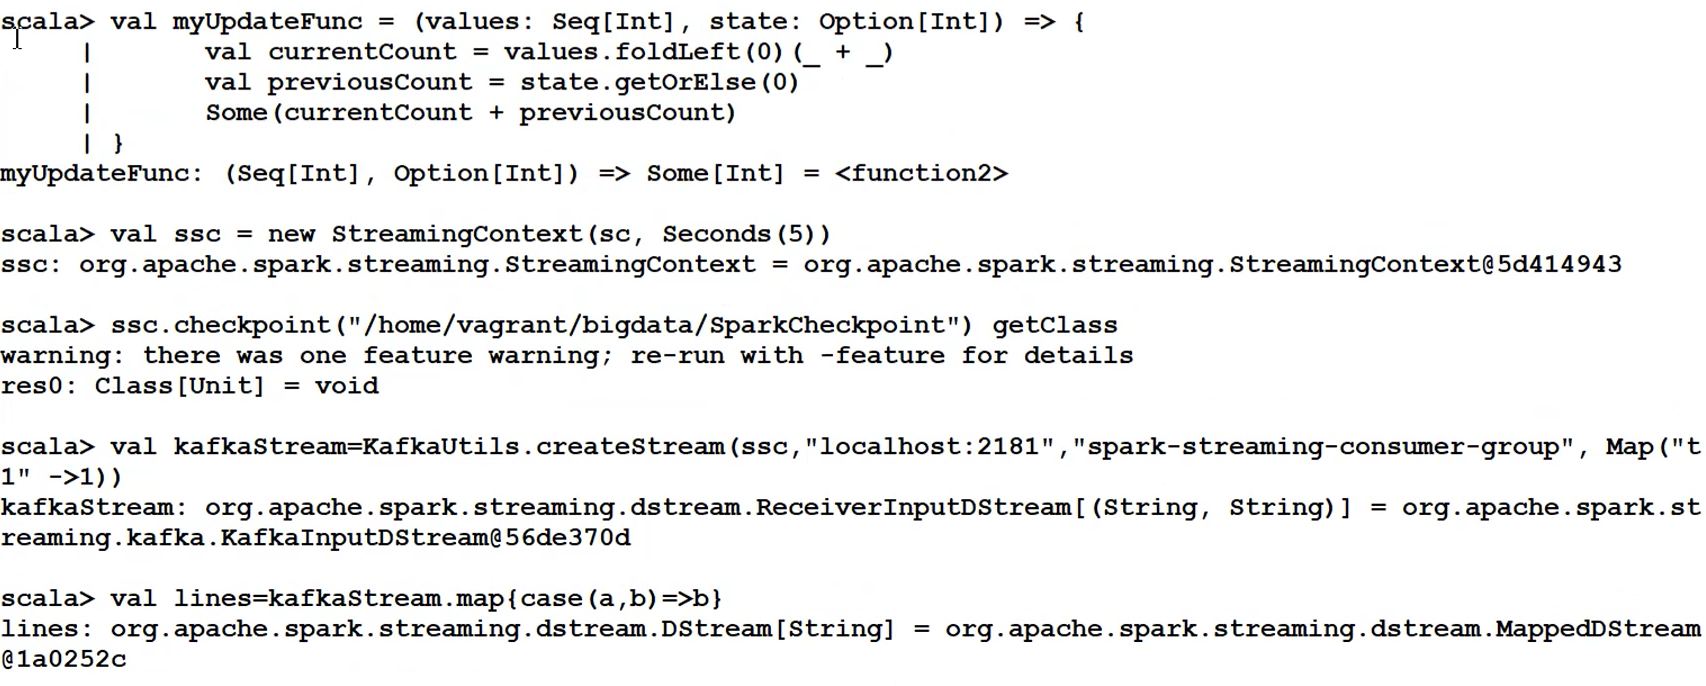 scala> val myUpdateFunc = (values: Seq[Int], state: Option[Int]) => {
     |       val currentCount = values.foldLeft(0)(_ + _)
     |       val previousCount = state.getOrElse(0)
     |       Some(currentCount + previousCount)
     | }
myUpdateFunc: (Seq[Int], Option[Int]) => Some[Int] = <function2>
scala> val ssc = new StreamingContext(sc, Seconds(5))
ssc: org.apache.spark.streaming.StreamingContext = org.apache.spark.streaming.StreamingContext@5d414943
scala> ssc.checkpoint("/home/vagrant/bigdata/SparkCheckpoint") getClass
warning: there was one feature warning; re-run with -feature for details
res0: Class[Unit] = void
scala> val kafkaStream=KafkaUtils.createStream(ssc,"localhost:2181","spark-streaming-consumer-group", Map("t
1" ->1))
kafkaStream: org.apache.spark.streaming.dstream.ReceiverInputDStream[(String, String)] = org.apache.spark.st
reaming.kafka.KafkaInputDStream@56de370d
scala> val lines=kafkaStream.map{case(a,b)=>b}
lines: org.apache.spark.streaming.dstream.DStream[String] = org.apache.spark.streaming.dstream.MappedDStream
@1a0252c